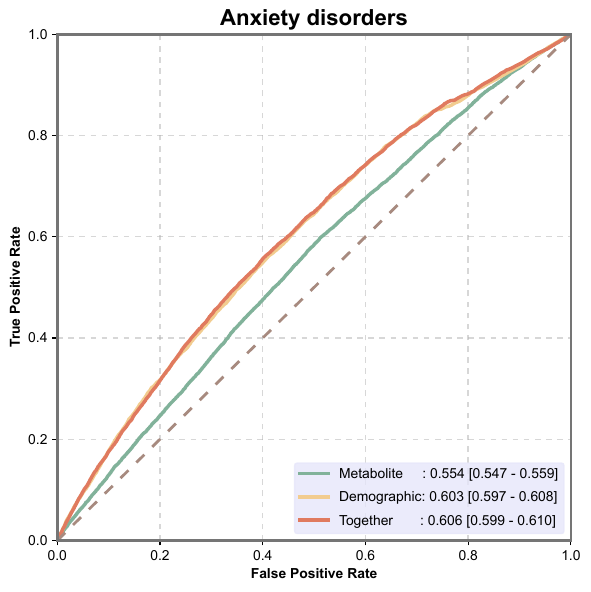 Anxiety disorders
True Positive Rate
1.0
0.8
0.6
0.4
0.2
0.0
Metabolite : 0.554 [0.547 - 0.559]
Demographic: 0.603 [0.597 - 0.608]
Together : 0.606 [0.599 - 0.610]
0.0 0.2 0.4 0.6 0.8 1.0
False Positive Rate